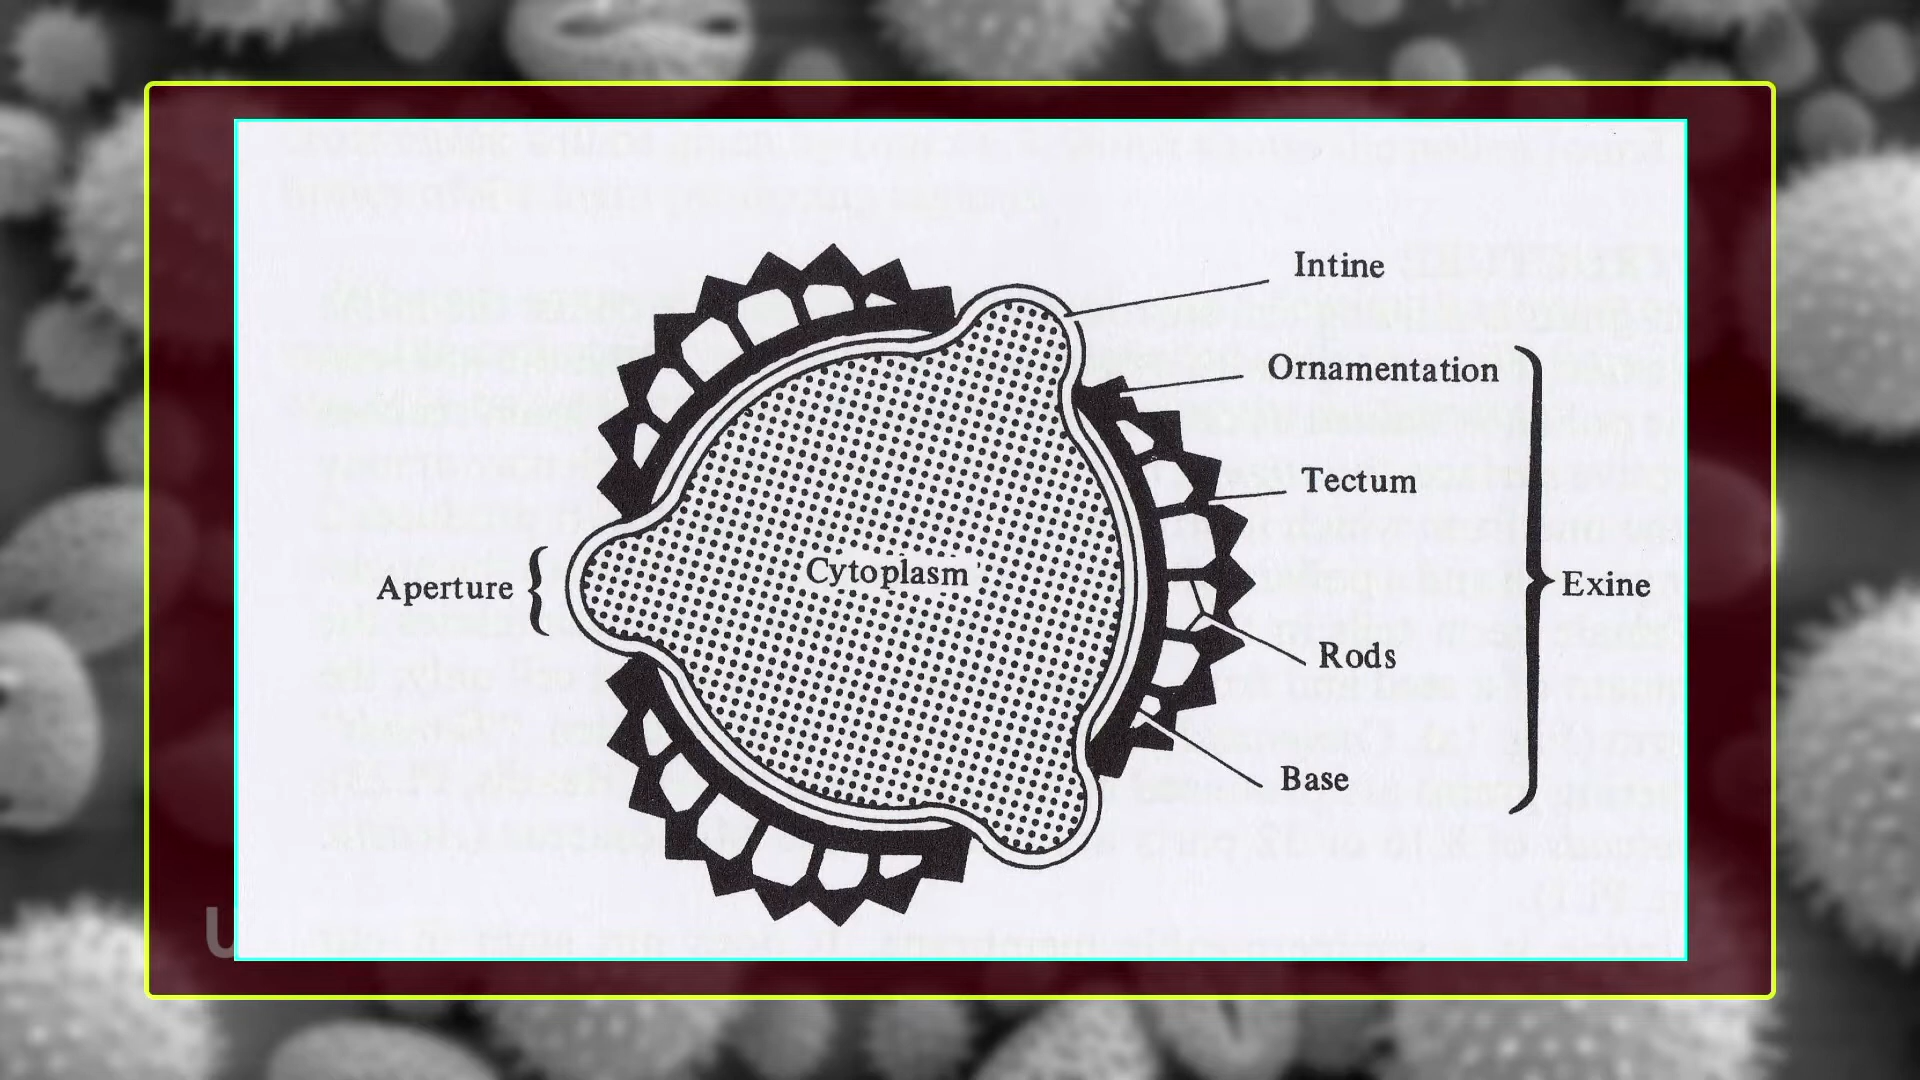 Intine
Ornamentation
Tectum
Cytoplasm
Aperture
Exine
Rods
Base
U